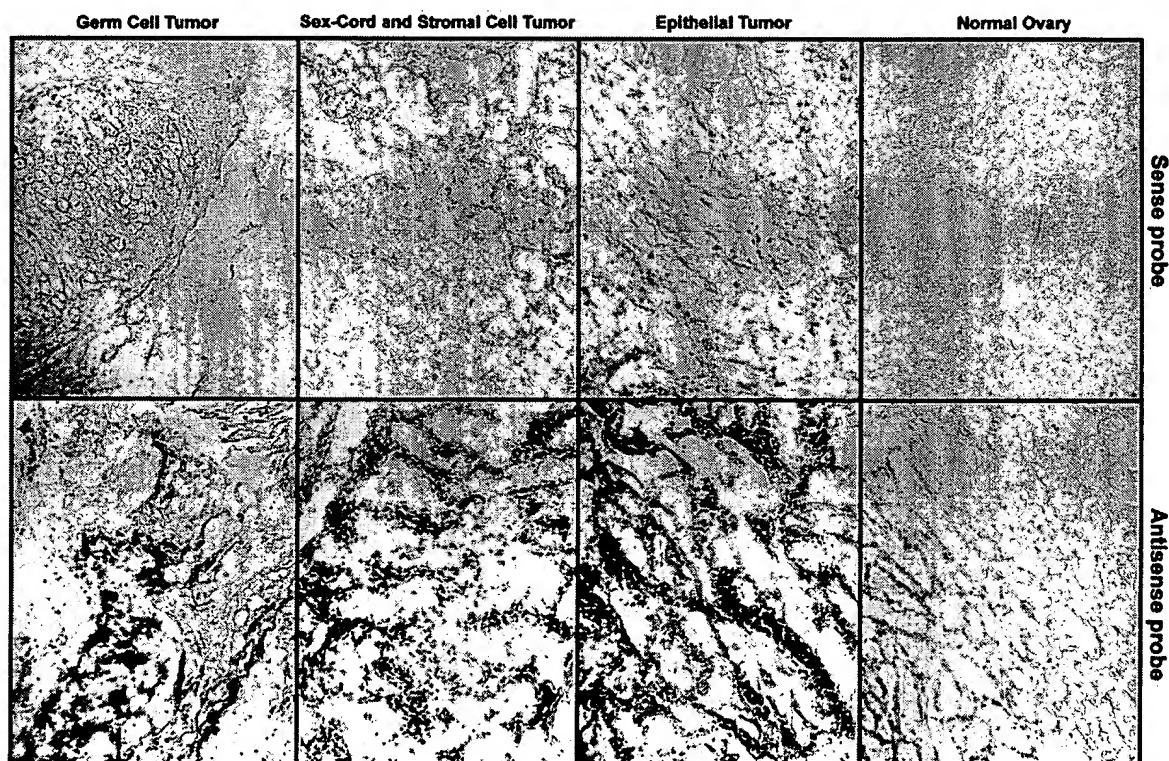 Germ Cell Tumor
Sex-Cord and Stromal Cell Tumor
Epithelial Tumor
Normal Ovary
Sense probe
Antisense probe